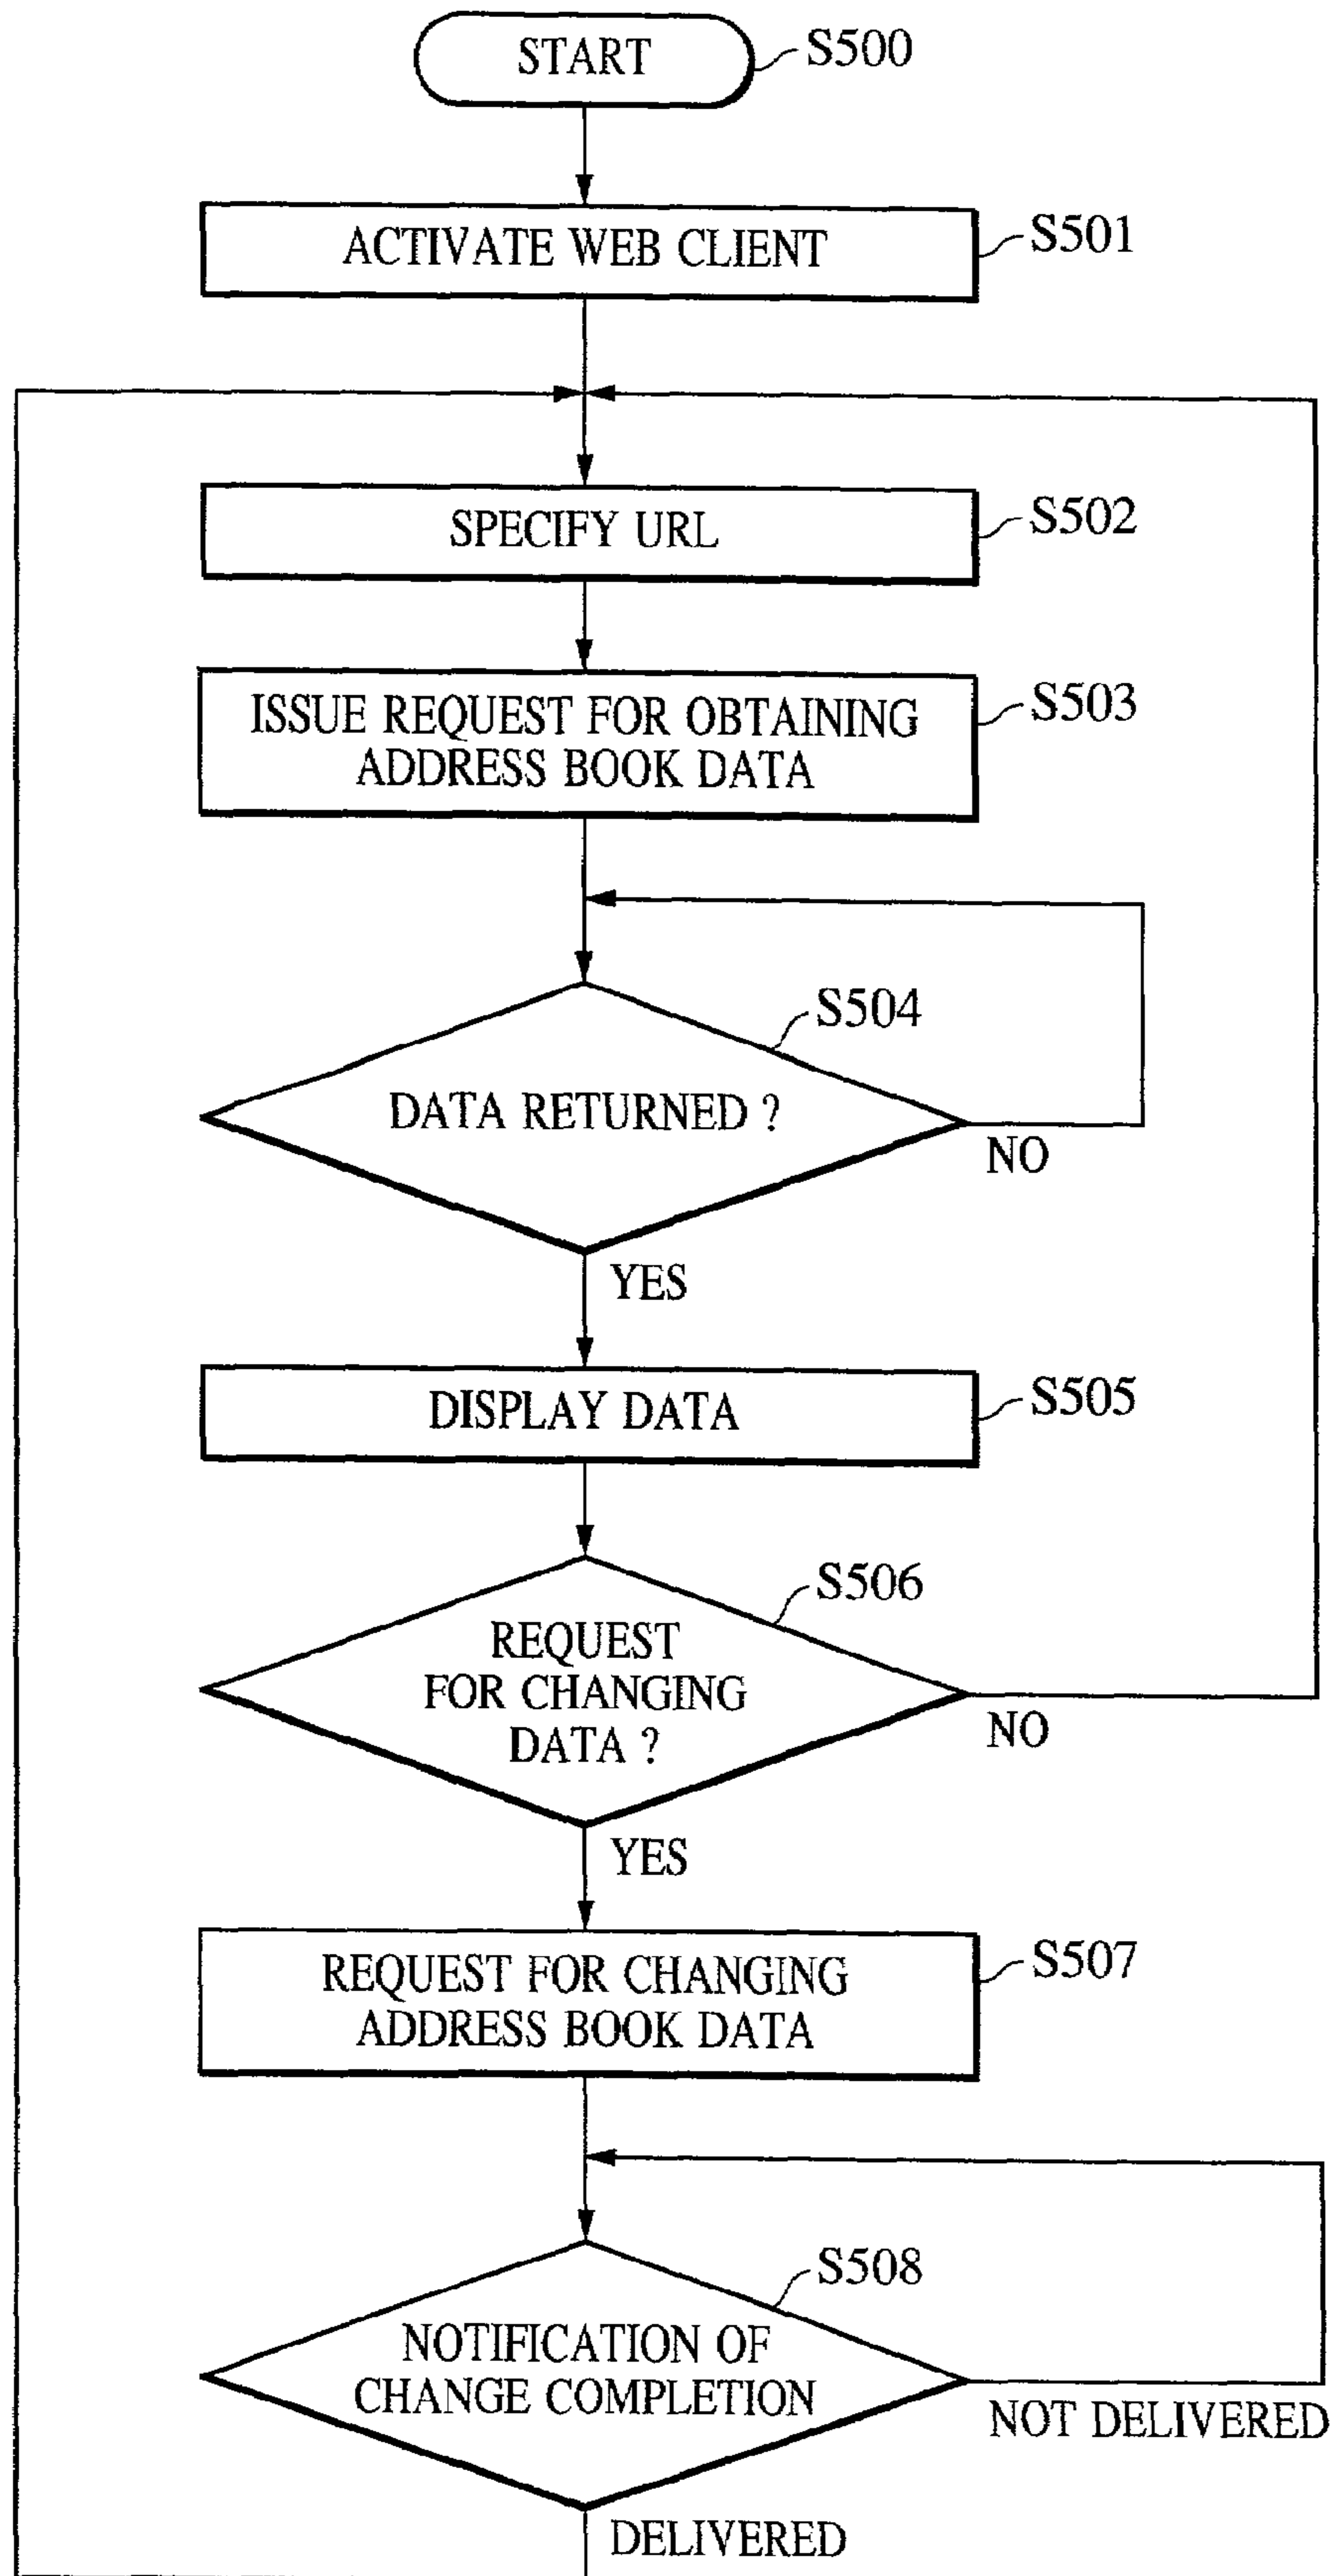 START
S500
ACTIVATE WEB CLIENT
S501
SPECIFY URL
S502
ISSUE REQUEST FOR OBTAINING
ADDRESS BOOK DATA
S503
S504
DATA RETURNED ?
NO
YES
DISPLAY DATA
S505
S506
REQUEST
FOR CHANGING
DATA ?
NO
YES
REQUEST FOR CHANGING
ADDRESS BOOK DATA
S507
S508
NOTIFICATION OF
CHANGE COMPLETION
NOT DELIVERED
DELIVERED